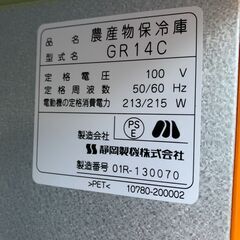 品名 農産物保冷庫
型式名 GR14C
定格電圧 100 V
定格周波数 50/60 Hz
電動機の定格消費電力 213/215 W
製造会社 PSE
静岡製機株式会社
製造番号 01R-130070
>PET< 10780-200002